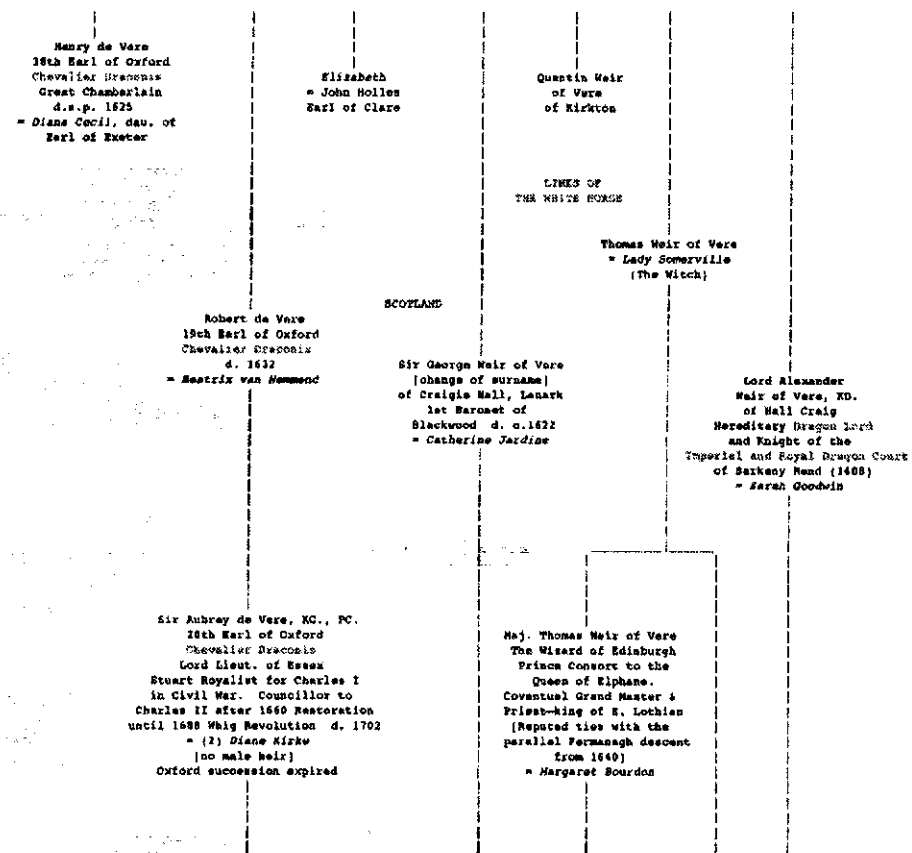 Henry de Vere
18th Earl of Oxford
Chevalier Draconis
Great Chamberlain
d.s.p. 1625
= Diana Cecil, dau. of
Earl of Exeter
Elizabeth
= John Holles
Earl of Clare
Quentin Weir
of Vere
of Kirkton
LINES OF
THE WHITE HORSE
Thomas Weir of Vere
= Lady Somerville
(The Witch)
SCOTLAND
Robert de Vere
19th Earl of Oxford
Chevalier Draconis
d. 1632
= Beatrix van Hemmend
Sir George Weir of Vere
[change of surname]
of Craigie Hall, Lanark
1st Baronet of
Blackwood d. c.1622
= Catherine Jardine
Lord Alexander
Weir of Vere, KD.
of Hall Craig
Hereditary Dragon Lord
and Knight of the
Imperial and Royal Dragon Court
of Sarkany Rend (1408)
= Sarah Goodwin
Sir Aubrey de Vere, KG., PC.
20th Earl of Oxford
Chevalier Draconis
Lord Lieut. of Essex
Stuart Royalist for Charles I
in Civil War. Councillor to
Charles II after 1660 Restoration
until 1688 Whig Revolution d. 1702
= (2) Diane Kirke
[no male heir]
Oxford succession expired
Maj. Thomas Weir of Vere
The Wizard of Edinburgh
Prince Consort to the
Queen of Elphane.
Coventual Grand Master &
Priest-king of E. Lothian
[Reputed ties with the
parallel Fermanagh descent
from 1640]
= Margaret Bourdon